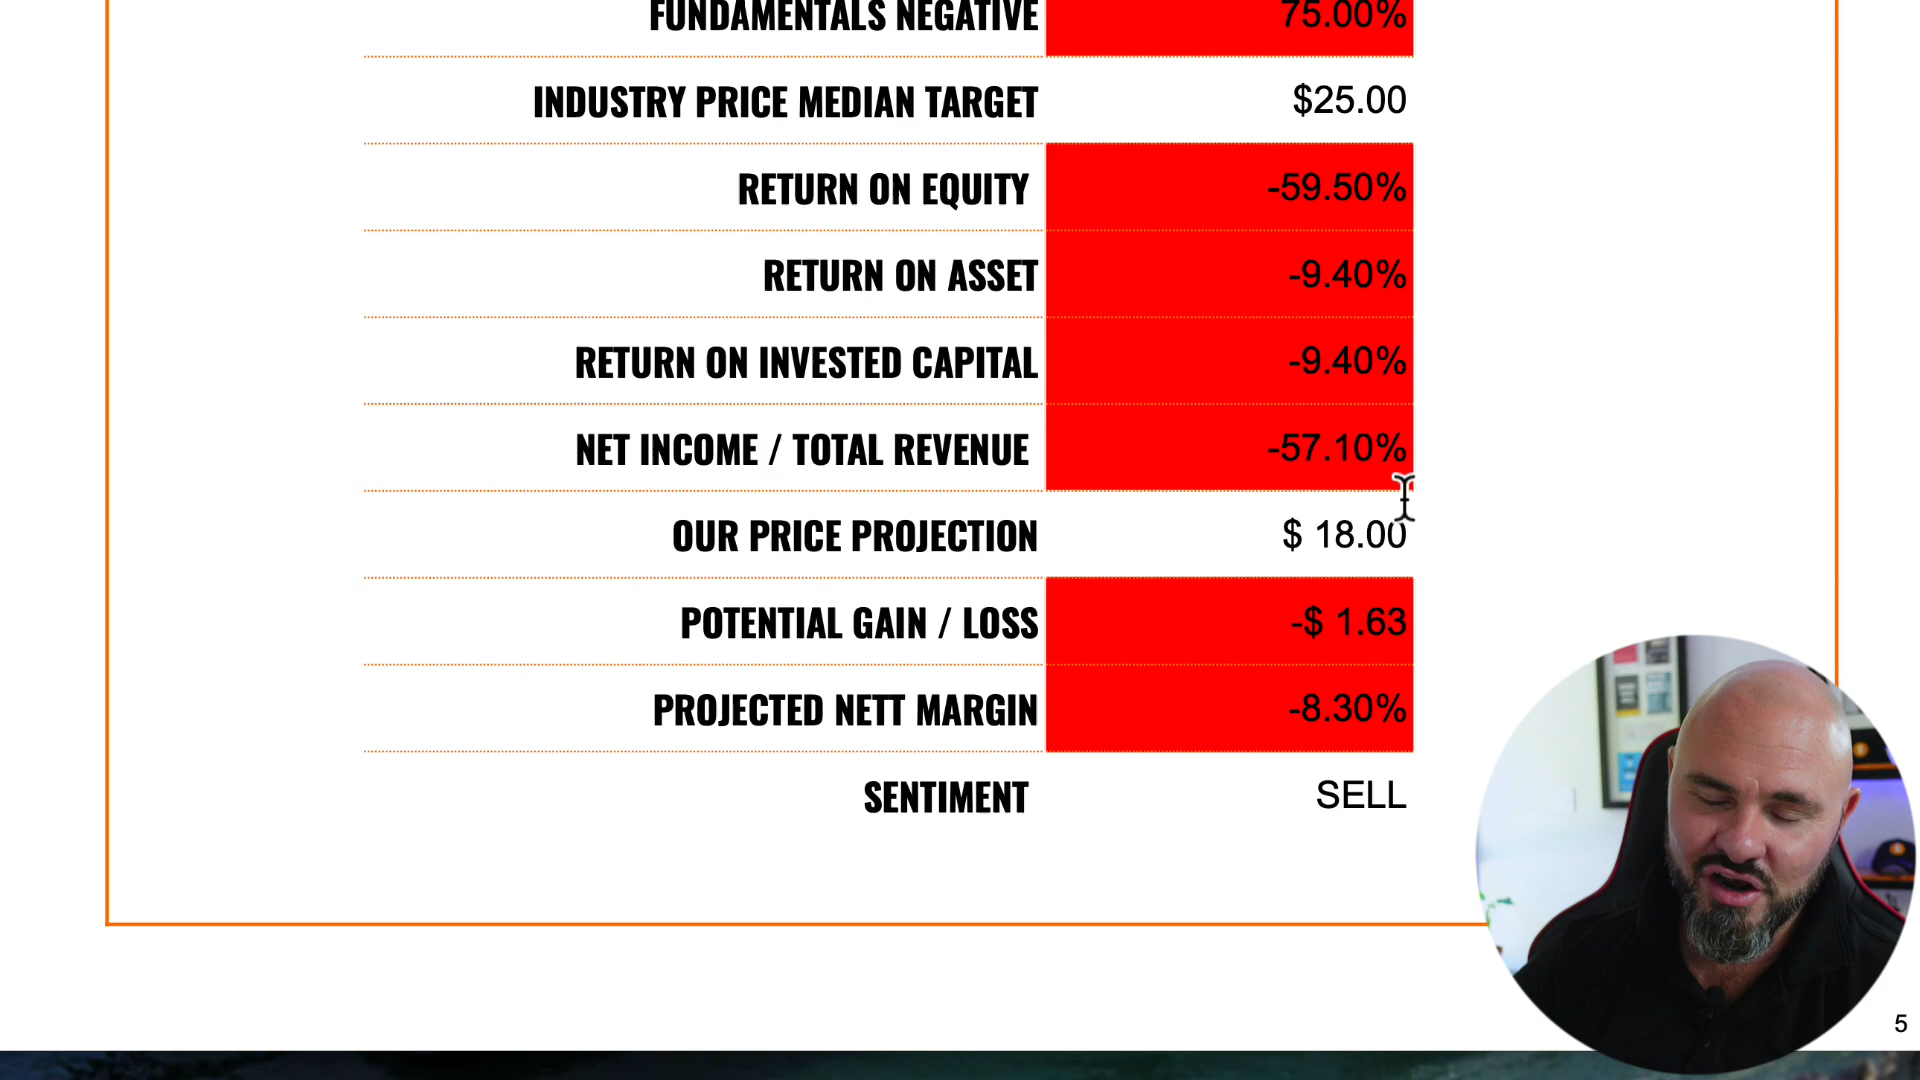 FUNDAMENTALS NEGATIVE 75.00%
INDUSTRY PRICE MEDIAN TARGET $25.00
RETURN ON EQUITY -59.50%
RETURN ON ASSET -9.40%
RETURN ON INVESTED CAPITAL -9.40%
NET INCOME / TOTAL REVENUE -57.10%
OUR PRICE PROJECTION $ 18.00
POTENTIAL GAIN / LOSS -$ 1.63
PROJECTED NETT MARGIN -8.30%
SENTIMENT SELL
5